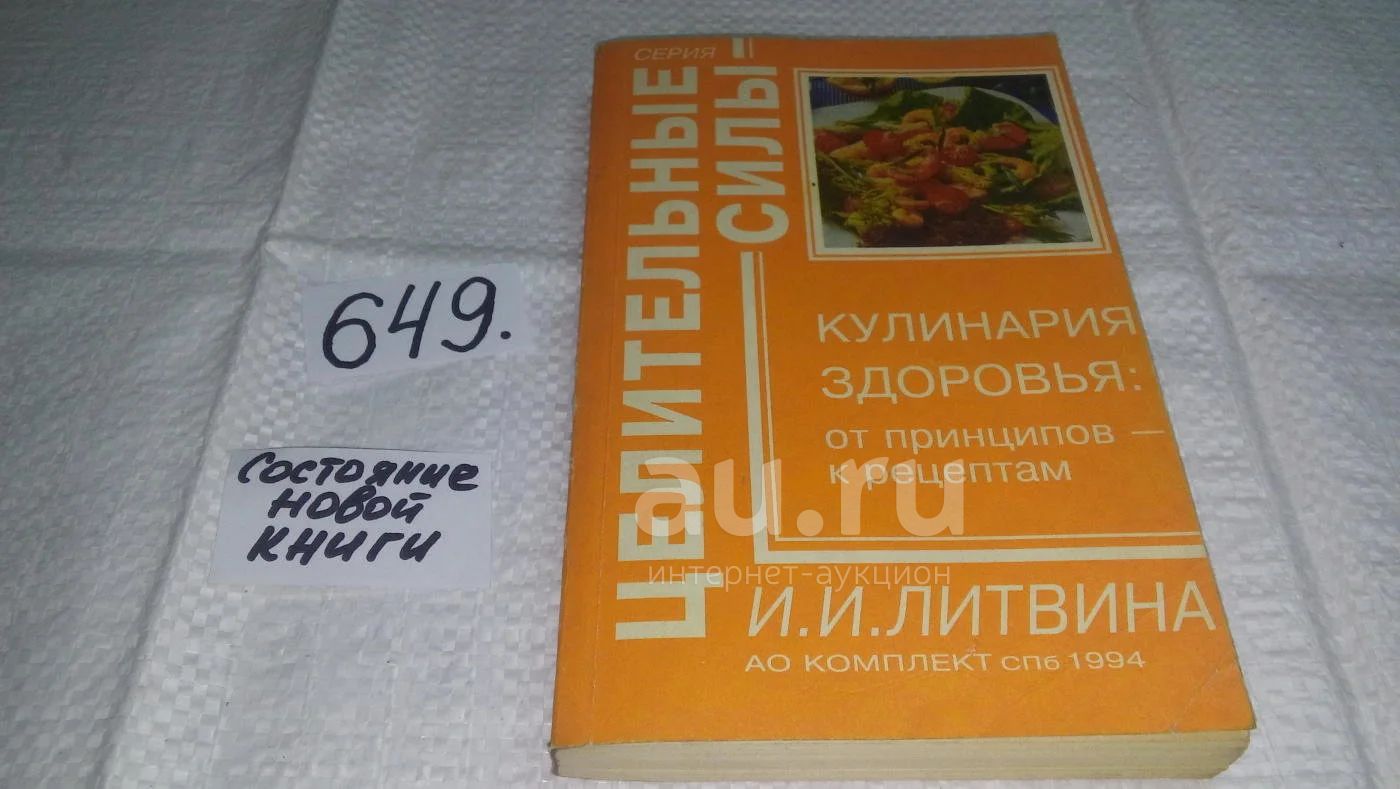 649.
Состояние
новой
книги
СЕРИЯ
ЦЕЛИТЕЛЬНЫЕ
СИЛЫ
КУЛИНАРИЯ
ЗДОРОВЬЯ:
от принципов —
к рецептам
И.И.ЛИТВИНА
АО КОМПЛЕКТ СПб 1994
au.ru
интернет-аукцион